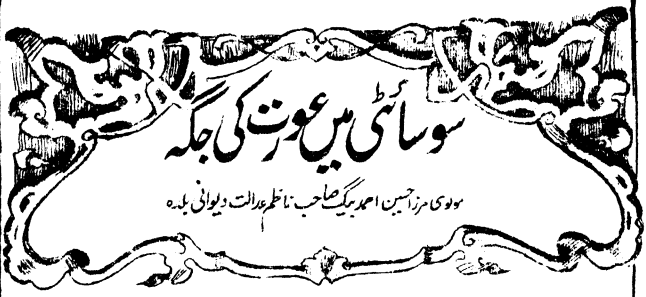 سوسائٹی میں عورت کی جگہ
مولوی مرزا حسین احمد بیگ صاحب ناظم عدالت دیوانی بلدہ